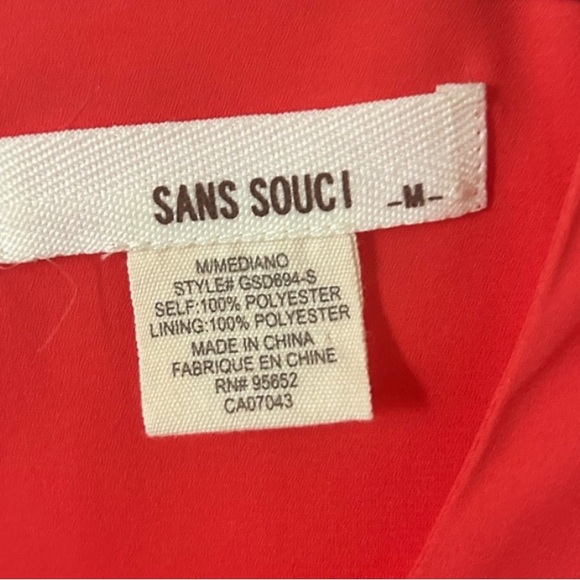 SANS SOUCI -M-
M/MEDIANO
STYLE# GSD694-S
SELF:100% POLYESTER
LINING:100% POLYESTER
MADE IN CHINA
FABRIQUE EN CHINE
RN# 95652
CA07043